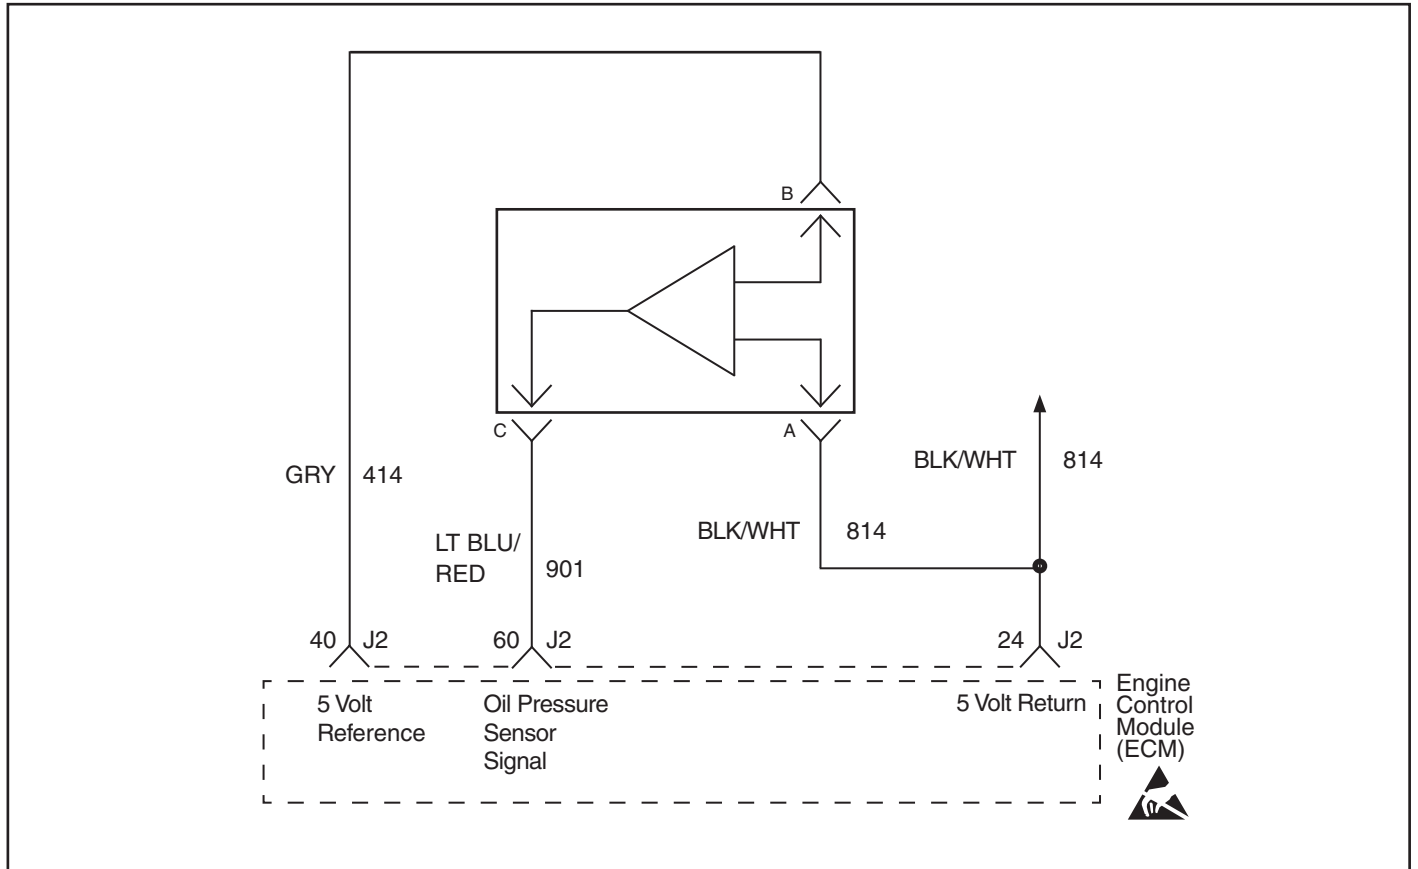 B
C
A
GRY 414
BLK/WHT 814
BLK/WHT 814
LT BLU/
RED
901
40 J2
60 J2
24 J2
5 Volt
Reference
Oil Pressure
Sensor
Signal
5 Volt Return
Engine
Control
Module
(ECM)